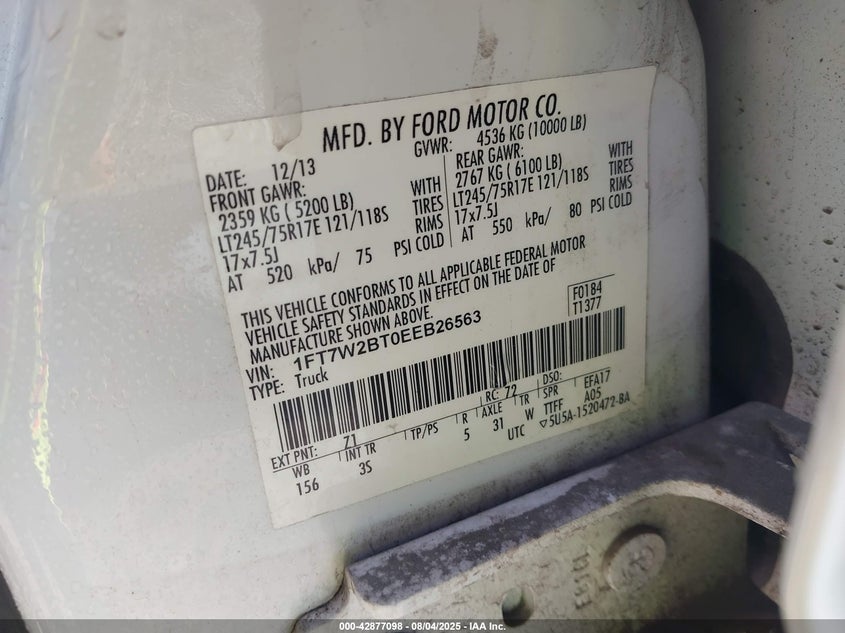 MFD. BY FORD MOTOR CO.
DATE: 12/13
GVWR: 4536 KG (10000 LB)
FRONT GAWR:
2359 KG ( 5200 LB) WITH
LT245/75R17E 121/118S TIRES
17x7.5J RIMS
AT 520 kPa/ 75 PSI COLD
REAR GAWR:
2767 KG ( 6100 LB) WITH
LT245/75R17E 121/118S TIRES
17x7.5J RIMS
AT 550 kPa/ 80 PSI COLD
THIS VEHICLE CONFORMS TO ALL APPLICABLE FEDERAL MOTOR
VEHICLE SAFETY STANDARDS IN EFFECT ON THE DATE OF
MANUFACTURE SHOWN ABOVE.
F0184
T1377
VIN: 1FT7W2BT0EEB26563
TYPE: Truck
EXT PNT: Z1 RC: 72 DSO:
WB INT TR TP/PS R AXLE TR SPR EFA17
156 3S 5 31 W TTFF A05
UTC 5U5A-1520472-BA
000-42877098 - 08/04/2025 - IAA Inc.